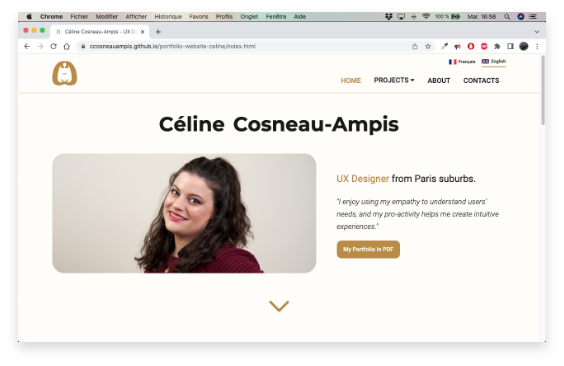 Chrome Fichier Modifier Afficher Historique Favoris Profils Onglet Fenêtre Aide 100 % Mar. 16:58
Céline Cosneau-Ampis - UX De
ccosneauampis.github.io/portfolio-website-celine/index.html
Français English
HOME PROJECTS ABOUT CONTACTS
Céline Cosneau-Ampis
UX Designer from Paris suburbs.
"I enjoy using my empathy to understand users'
needs, and my pro-activity helps me create intuitive
experiences."
My Portfolio in PDF